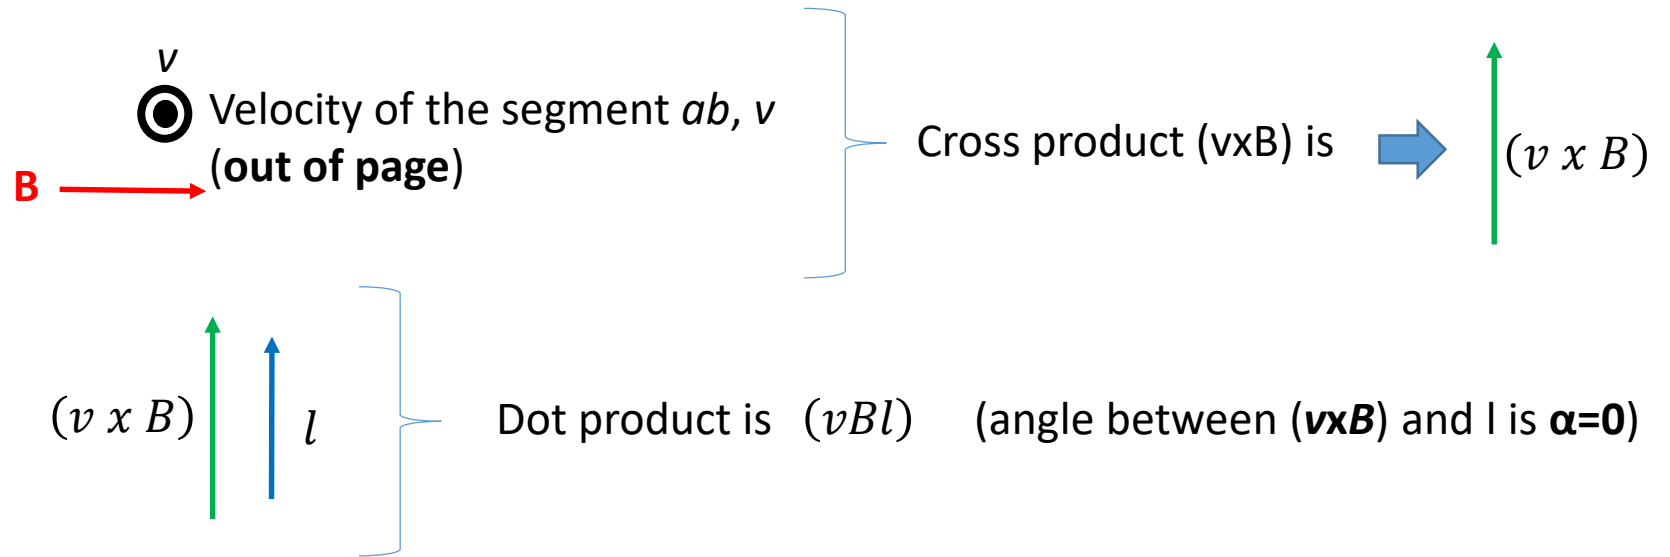 v
Velocity of the segment ab, v
(out of page)
B
Cross product (vxB) is
(v x B)
(v x B)
l
Dot product is (vBl) (angle between (vxB) and l is α=0)